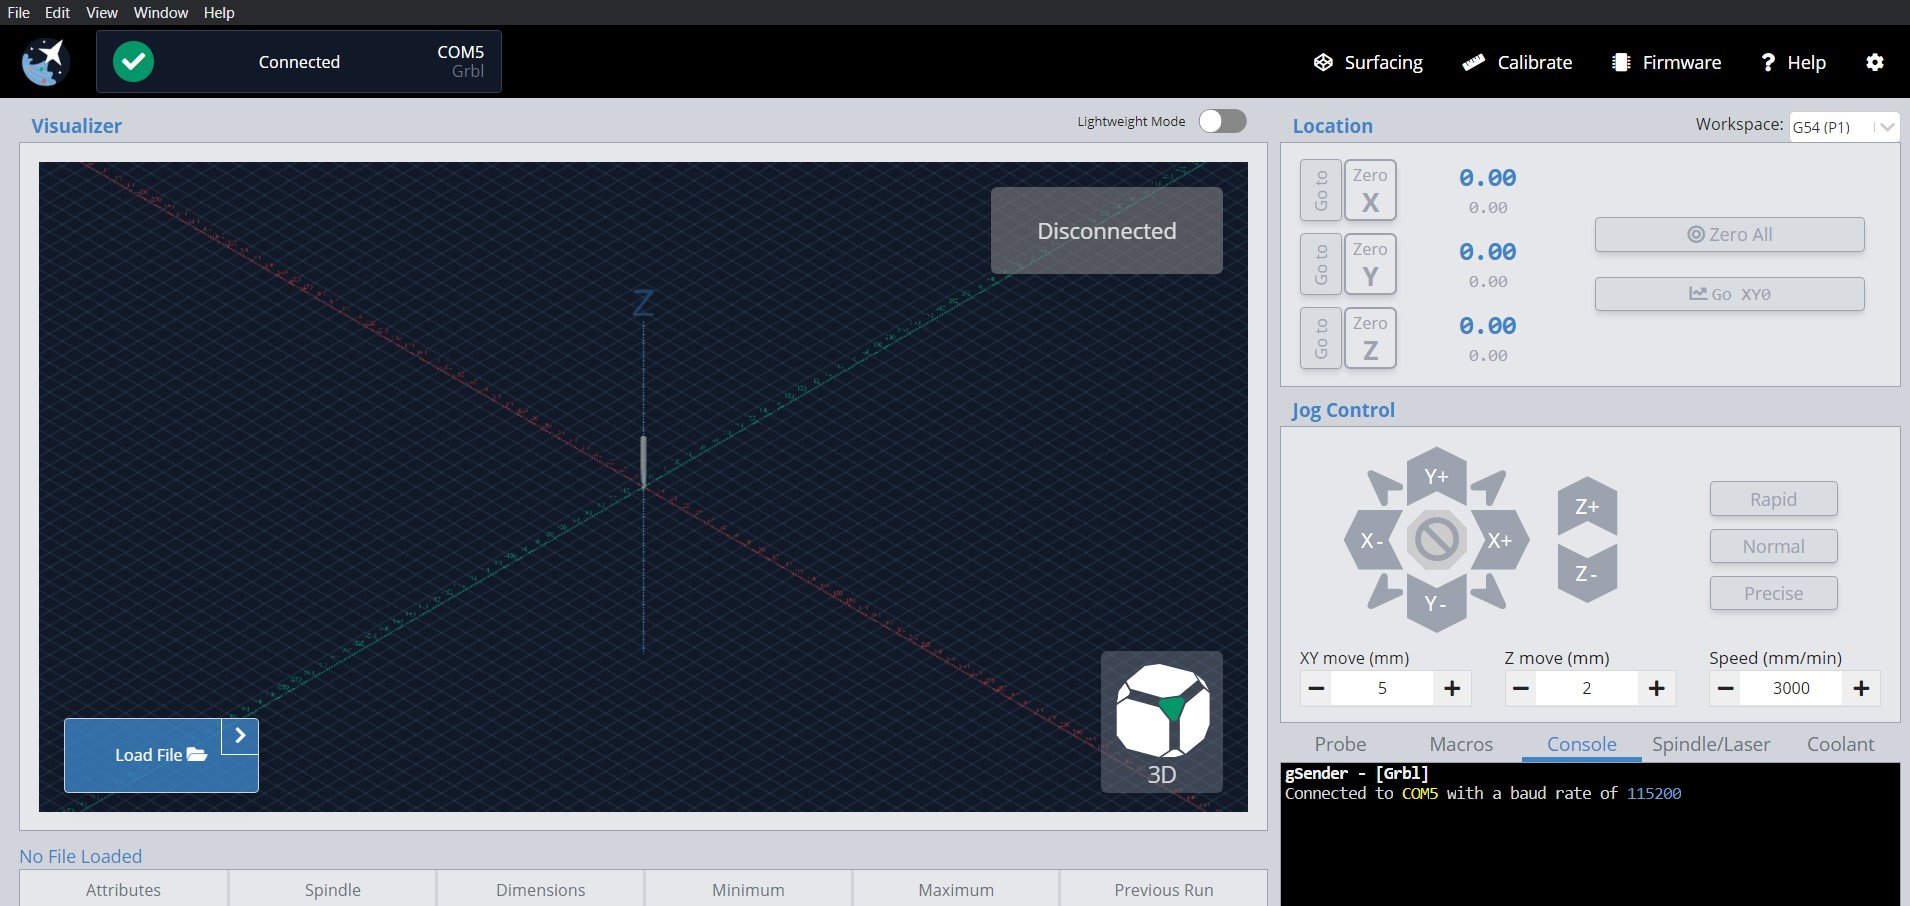 File Edit View Window Help
Connected
COM5
Grbl
Surfacing
Calibrate
Firmware
? Help
Visualizer
Lightweight Mode
Disconnected
Z
Load File
3D
No File Loaded
Attributes
Spindle
Dimensions
Minimum
Maximum
Previous Run
Location
Workspace: G54 (P1)
Go to
Zero
X
0.00
0.00
Go to
Zero
Y
0.00
0.00
Go to
Zero
Z
0.00
0.00
Zero All
Go XY0
Jog Control
Y+
X-
X+
Y-
Z+
Z-
Rapid
Normal
Precise
XY move (mm)
− 5 +
Z move (mm)
− 2 +
Speed (mm/min)
− 3000 +
Probe
Macros
Console
Spindle/Laser
Coolant
gSender - [Grbl]
Connected to COM5 with a baud rate of 115200